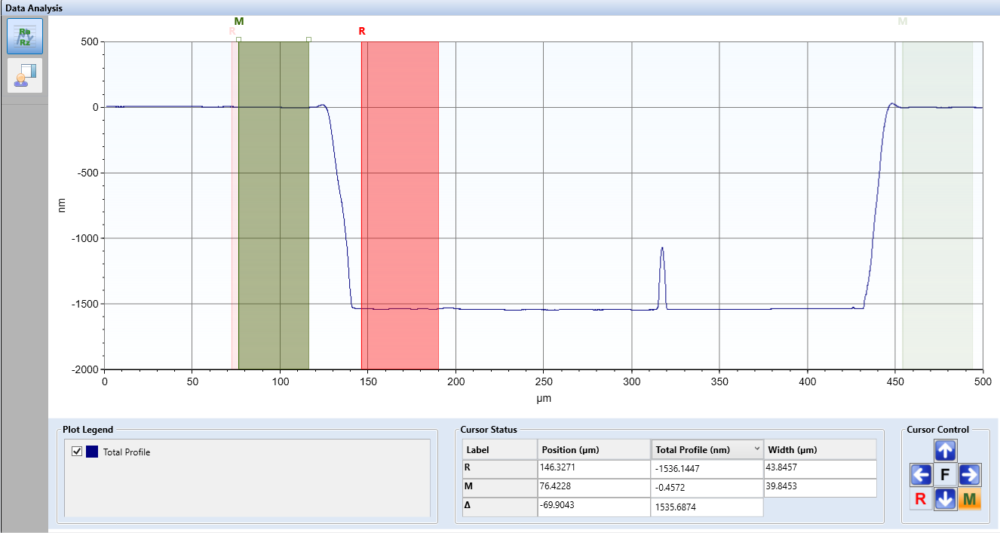 Data Analysis
Ra
Rz
M
R
R
M
500
0
-500
-1000
-1500
-2000
nm
0 50 100 150 200 250 300 350 400 450 500
µm
Plot Legend
Total Profile
Cursor Status
Label Position (µm) Total Profile (nm) Width (µm)
R 146.3271 -1536.1447 43.8457
M 76.4228 -0.4572 39.8453
Δ -69.9043 1535.6874
Cursor Control
F
R M